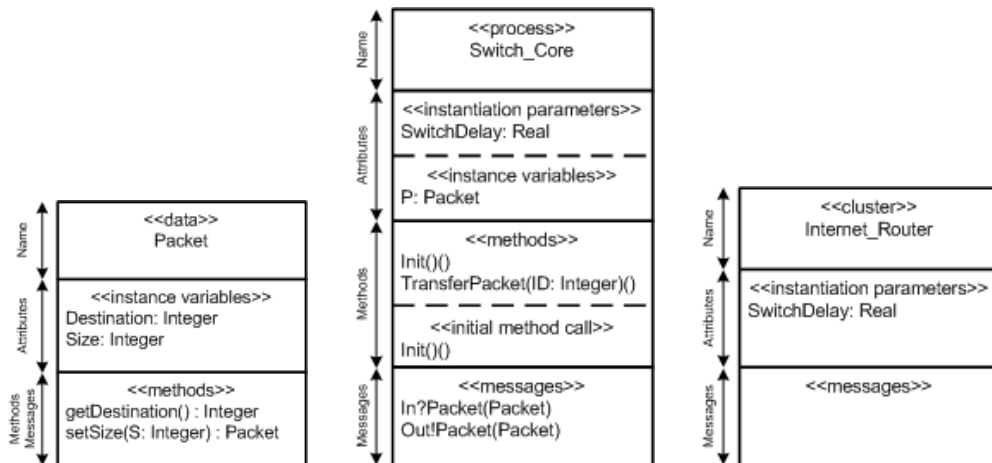 Name
<<data>>
Packet
Attributes
<<instance variables>>
Destination: Integer
Size: Integer
Methods
Messages
<<methods>>
getDestination() : Integer
setSize(S: Integer) : Packet
Name
<<process>>
Switch_Core
Attributes
<<instantiation parameters>>
SwitchDelay: Real
<<instance variables>>
P: Packet
Methods
<<methods>>
Init()()
TransferPacket(ID: Integer)()
<<initial method call>>
Init()()
Messages
<<messages>>
In?Packet(Packet)
Out!Packet(Packet)
Name
<<cluster>>
Internet_Router
Attributes
<<instantiation parameters>>
SwitchDelay: Real
Messages
<<messages>>